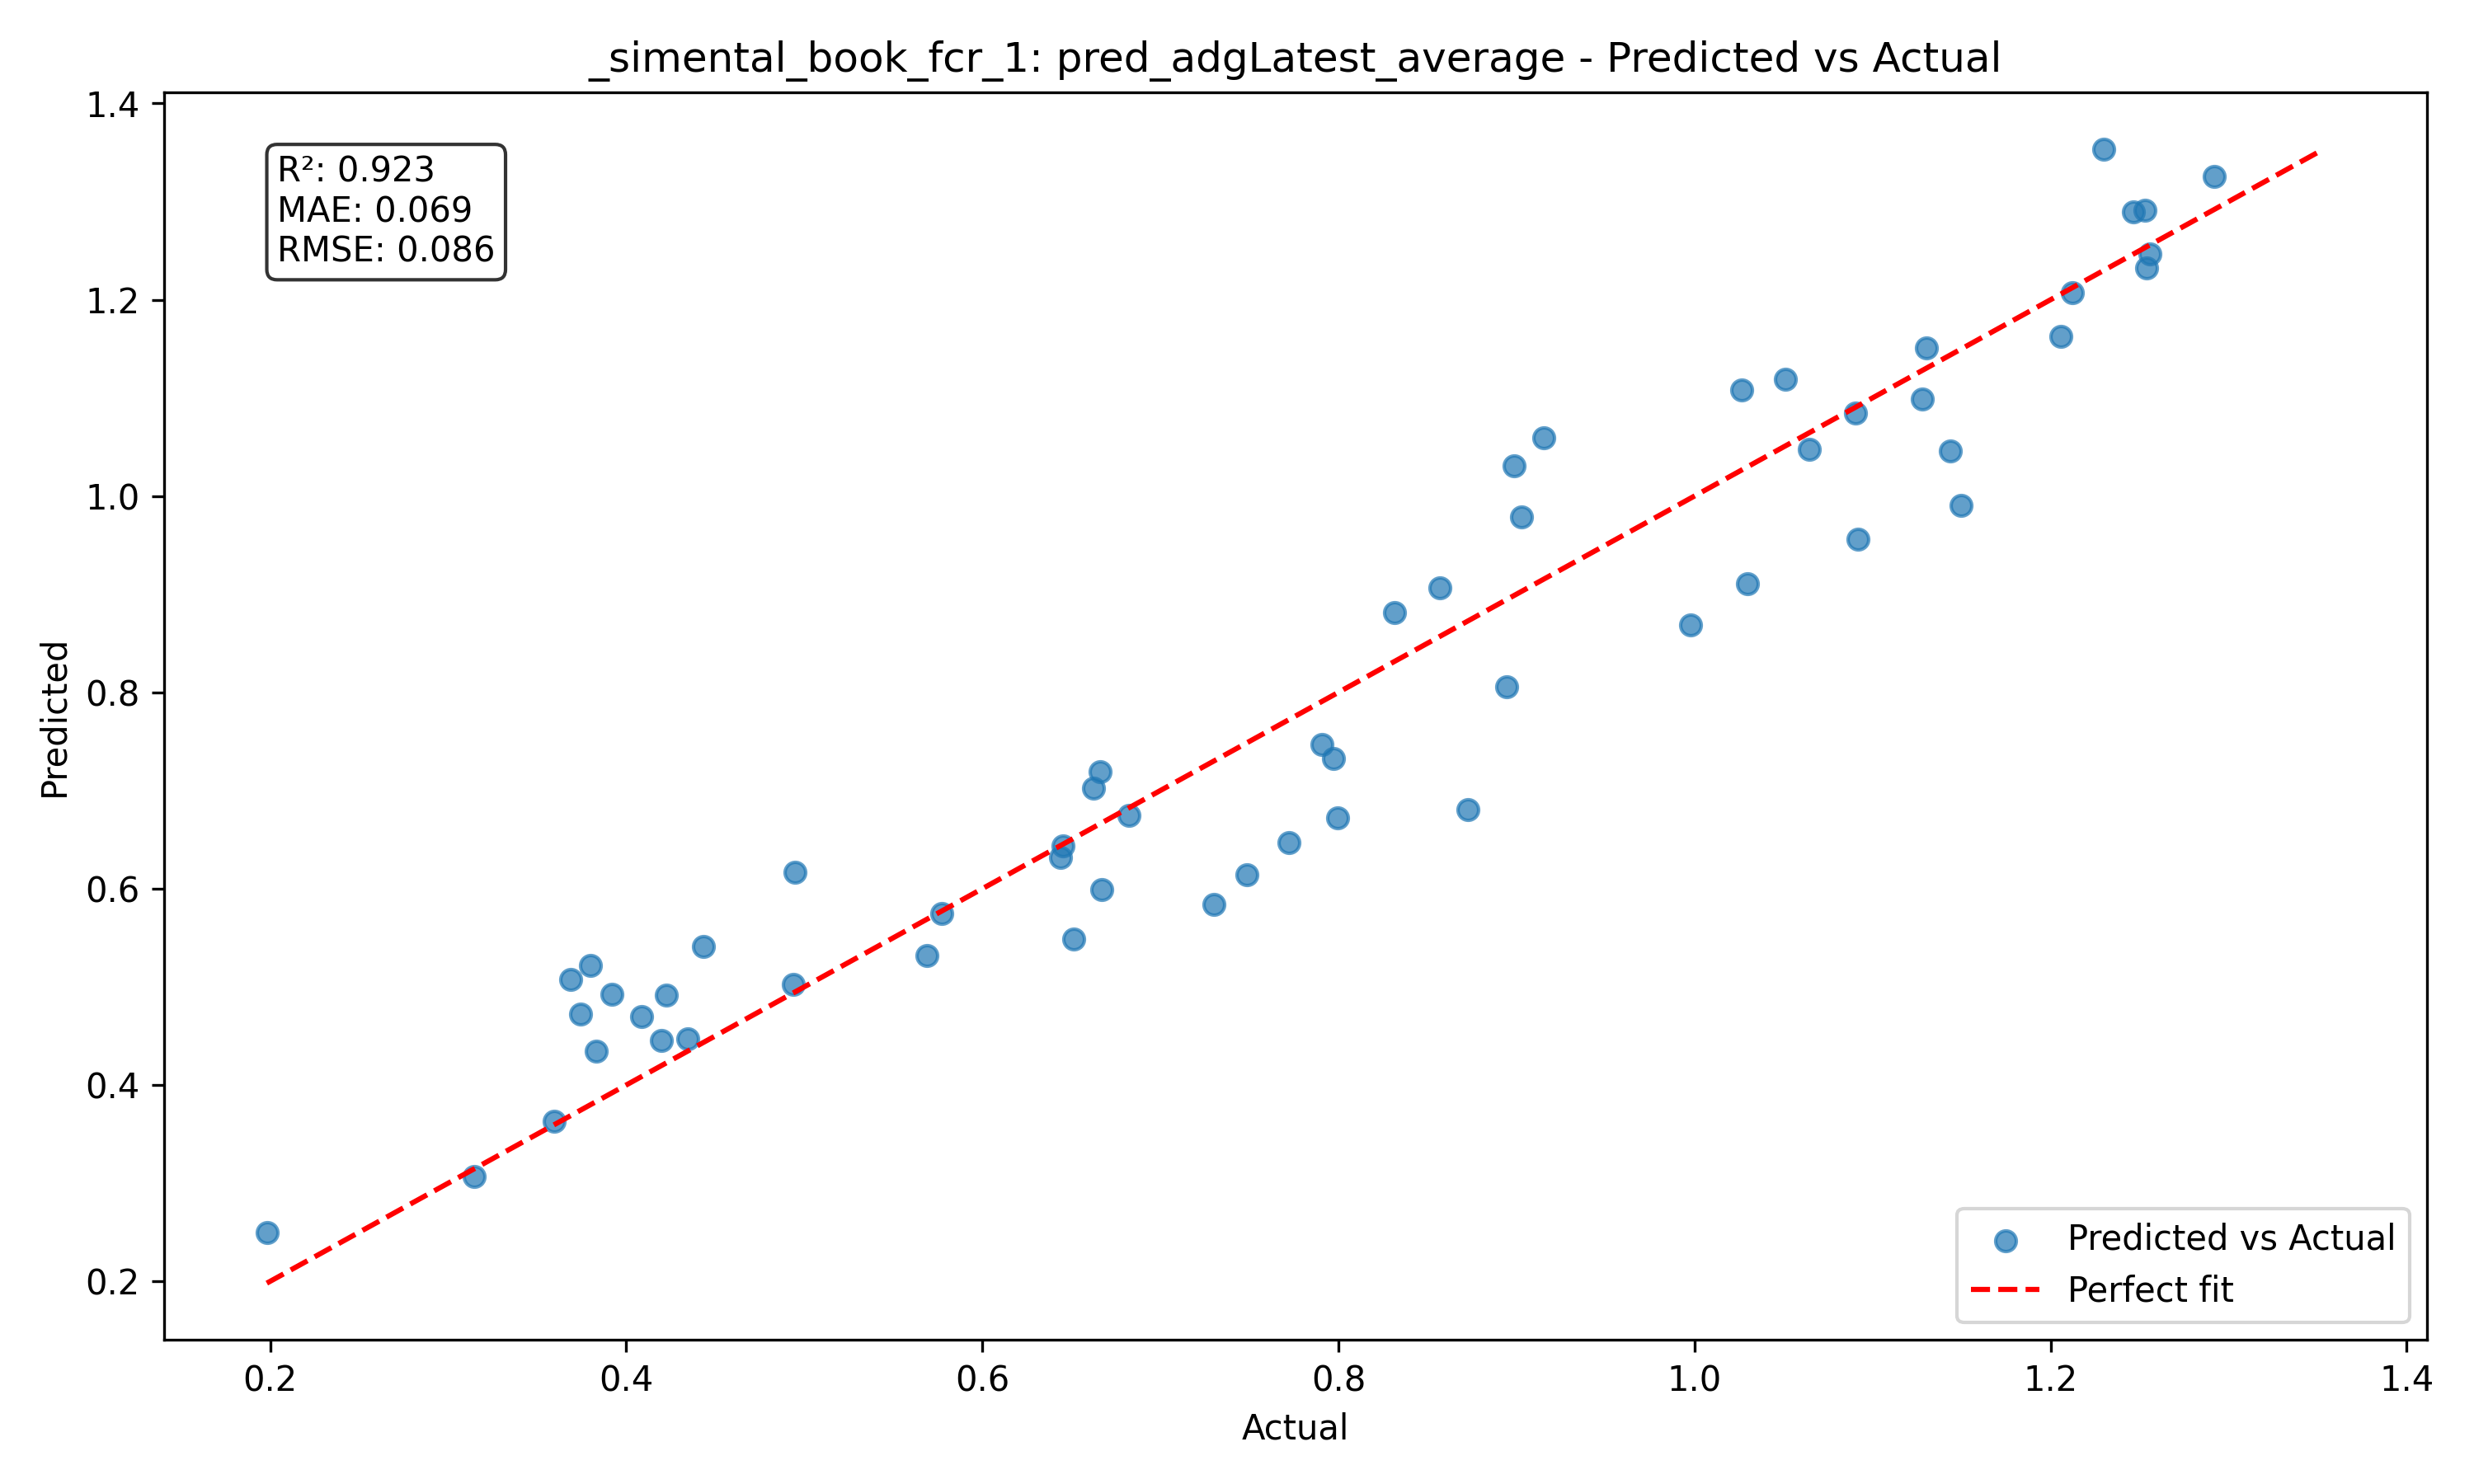 _simental_book_fcr_1: pred_adgLatest_average - Predicted vs Actual
R²: 0.923
MAE: 0.069
RMSE: 0.086
1.4
1.2
1.0
0.8
0.6
0.4
0.2
Predicted
Predicted vs Actual
Perfect fit
0.2 0.4 0.6 0.8 1.0 1.2 1.4
Actual